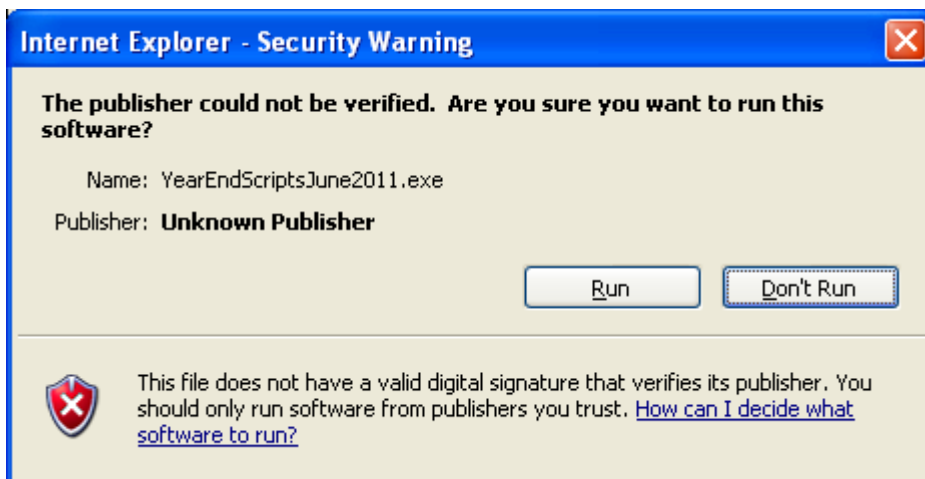 Internet Explorer - Security Warning
The publisher could not be verified. Are you sure you want to run this
software?
Name: YearEndScriptsJune2011.exe
Publisher: Unknown Publisher
Run Don't Run
This file does not have a valid digital signature that verifies its publisher. You
should only run software from publishers you trust. How can I decide what
software to run?